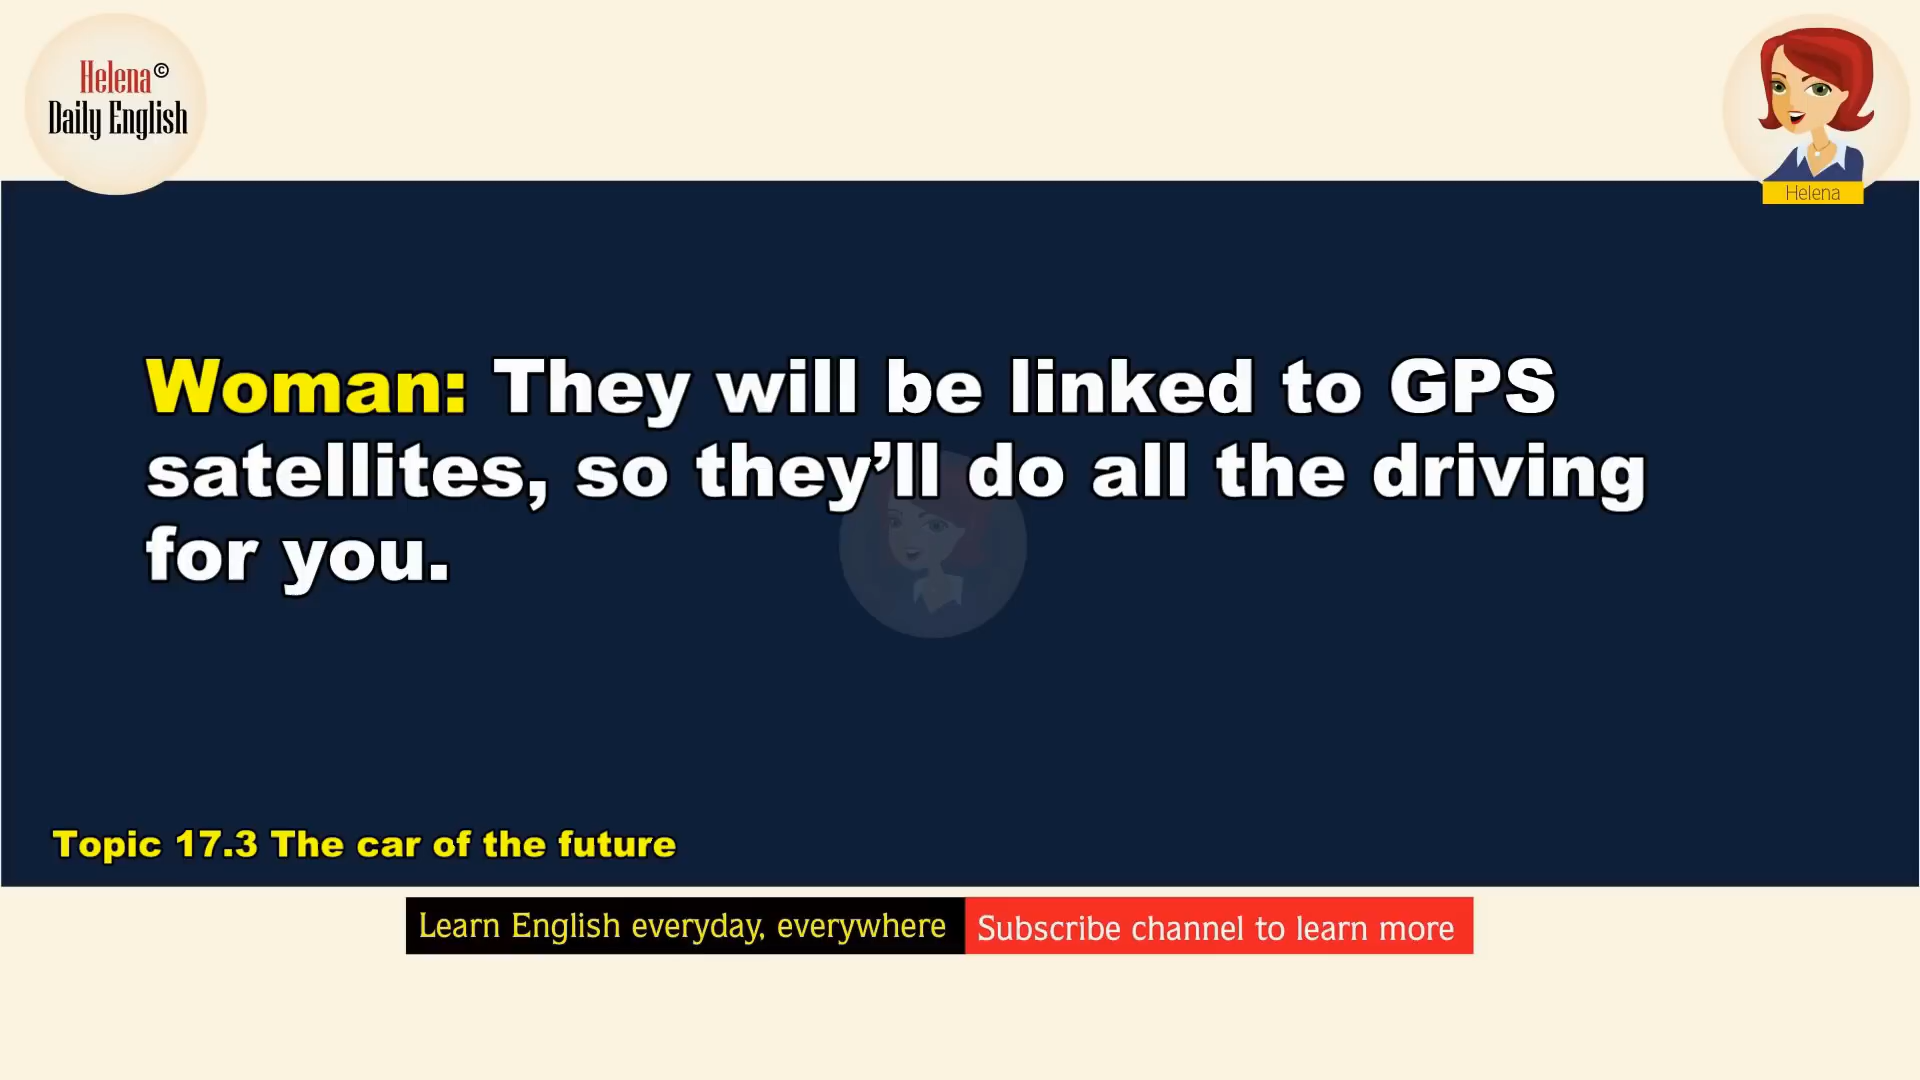 Helena©
Daily English
Helena
Woman: They will be linked to GPS
satellites, so they’ll do all the driving
for you.
Topic 17.3 The car of the future
Learn English everyday, everywhere
Subscribe channel to learn more